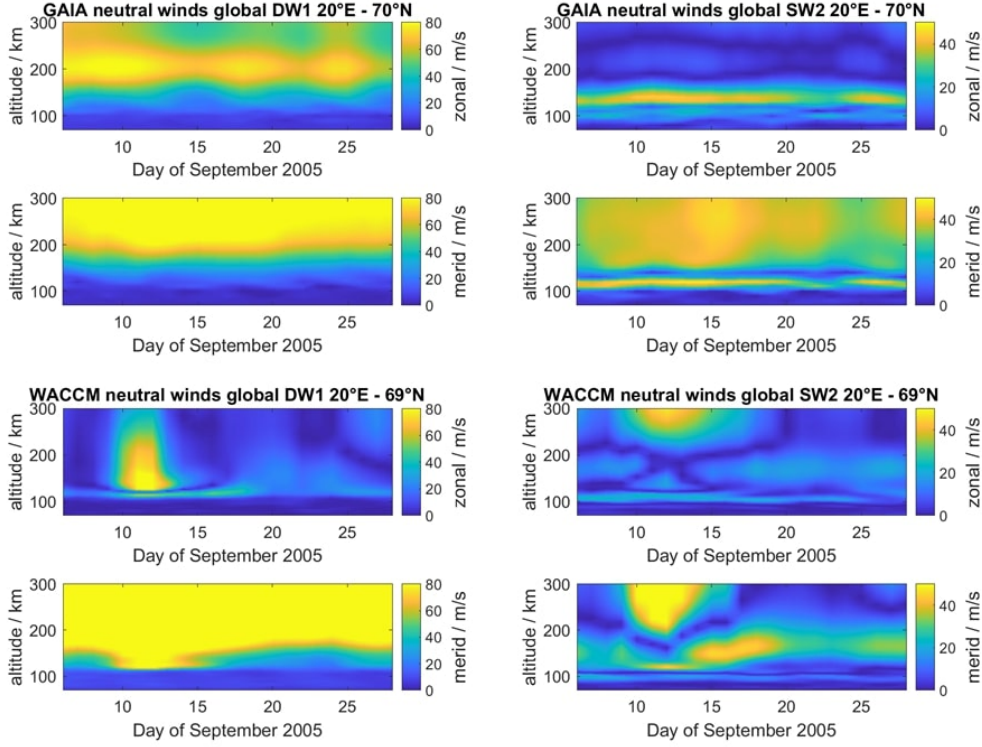 GAIA neutral winds global DW1 20°E - 70°N
300
200
100
altitude / km
10 15 20 25
Day of September 2005
80
60
40
20
0
zonal / m/s
GAIA neutral winds global SW2 20°E - 70°N
300
200
100
altitude / km
10 15 20 25
Day of September 2005
40
20
0
zonal / m/s
300
200
100
altitude / km
10 15 20 25
Day of September 2005
80
60
40
20
0
merid / m/s
300
200
100
altitude / km
10 15 20 25
Day of September 2005
40
20
0
merid / m/s
WACCM neutral winds global DW1 20°E - 69°N
300
200
100
altitude / km
10 15 20 25
Day of September 2005
80
60
40
20
0
zonal / m/s
WACCM neutral winds global SW2 20°E - 69°N
300
200
100
altitude / km
10 15 20 25
Day of September 2005
40
20
0
zonal / m/s
300
200
100
altitude / km
10 15 20 25
Day of September 2005
80
60
40
20
0
merid / m/s
300
200
100
altitude / km
10 15 20 25
Day of September 2005
40
20
0
merid / m/s